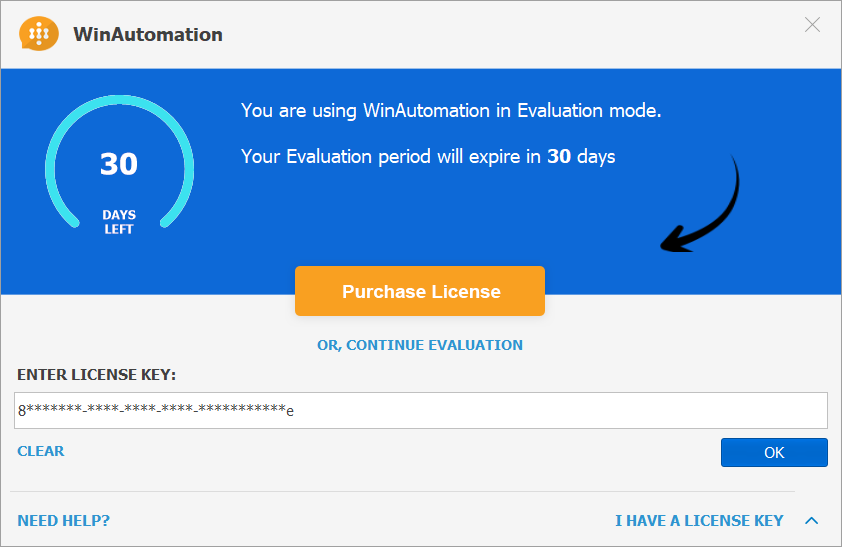 WinAutomation
You are using WinAutomation in Evaluation mode.
Your Evaluation period will expire in 30 days
30
DAYS
LEFT
Purchase License
OR, CONTINUE EVALUATION
ENTER LICENSE KEY:
8*******-****-****-****-***********e
CLEAR
OK
NEED HELP?
I HAVE A LICENSE KEY